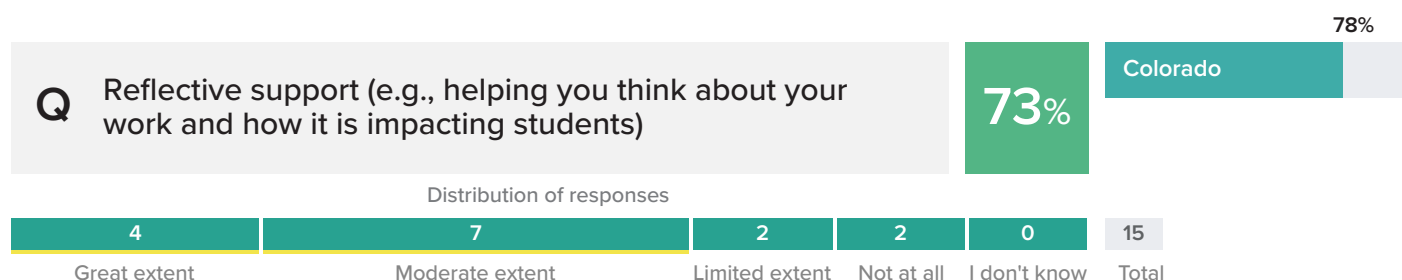 78%
Q
Reflective support (e.g., helping you think about your
work and how it is impacting students)
73%
Colorado
Distribution of responses
4 7 2 2 0 15
Great extent Moderate extent Limited extent Not at all I don't know Total